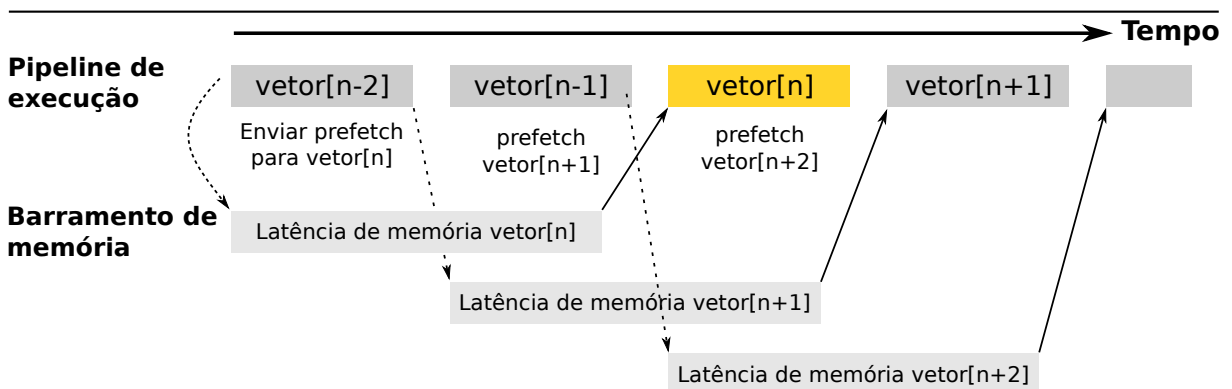 Tempo
Pipeline de
execução
vetor[n-2]
vetor[n-1]
vetor[n]
vetor[n+1]
Enviar prefetch
para vetor[n]
prefetch
vetor[n+1]
prefetch
vetor[n+2]
Barramento de
memória
Latência de memória vetor[n]
Latência de memória vetor[n+1]
Latência de memória vetor[n+2]